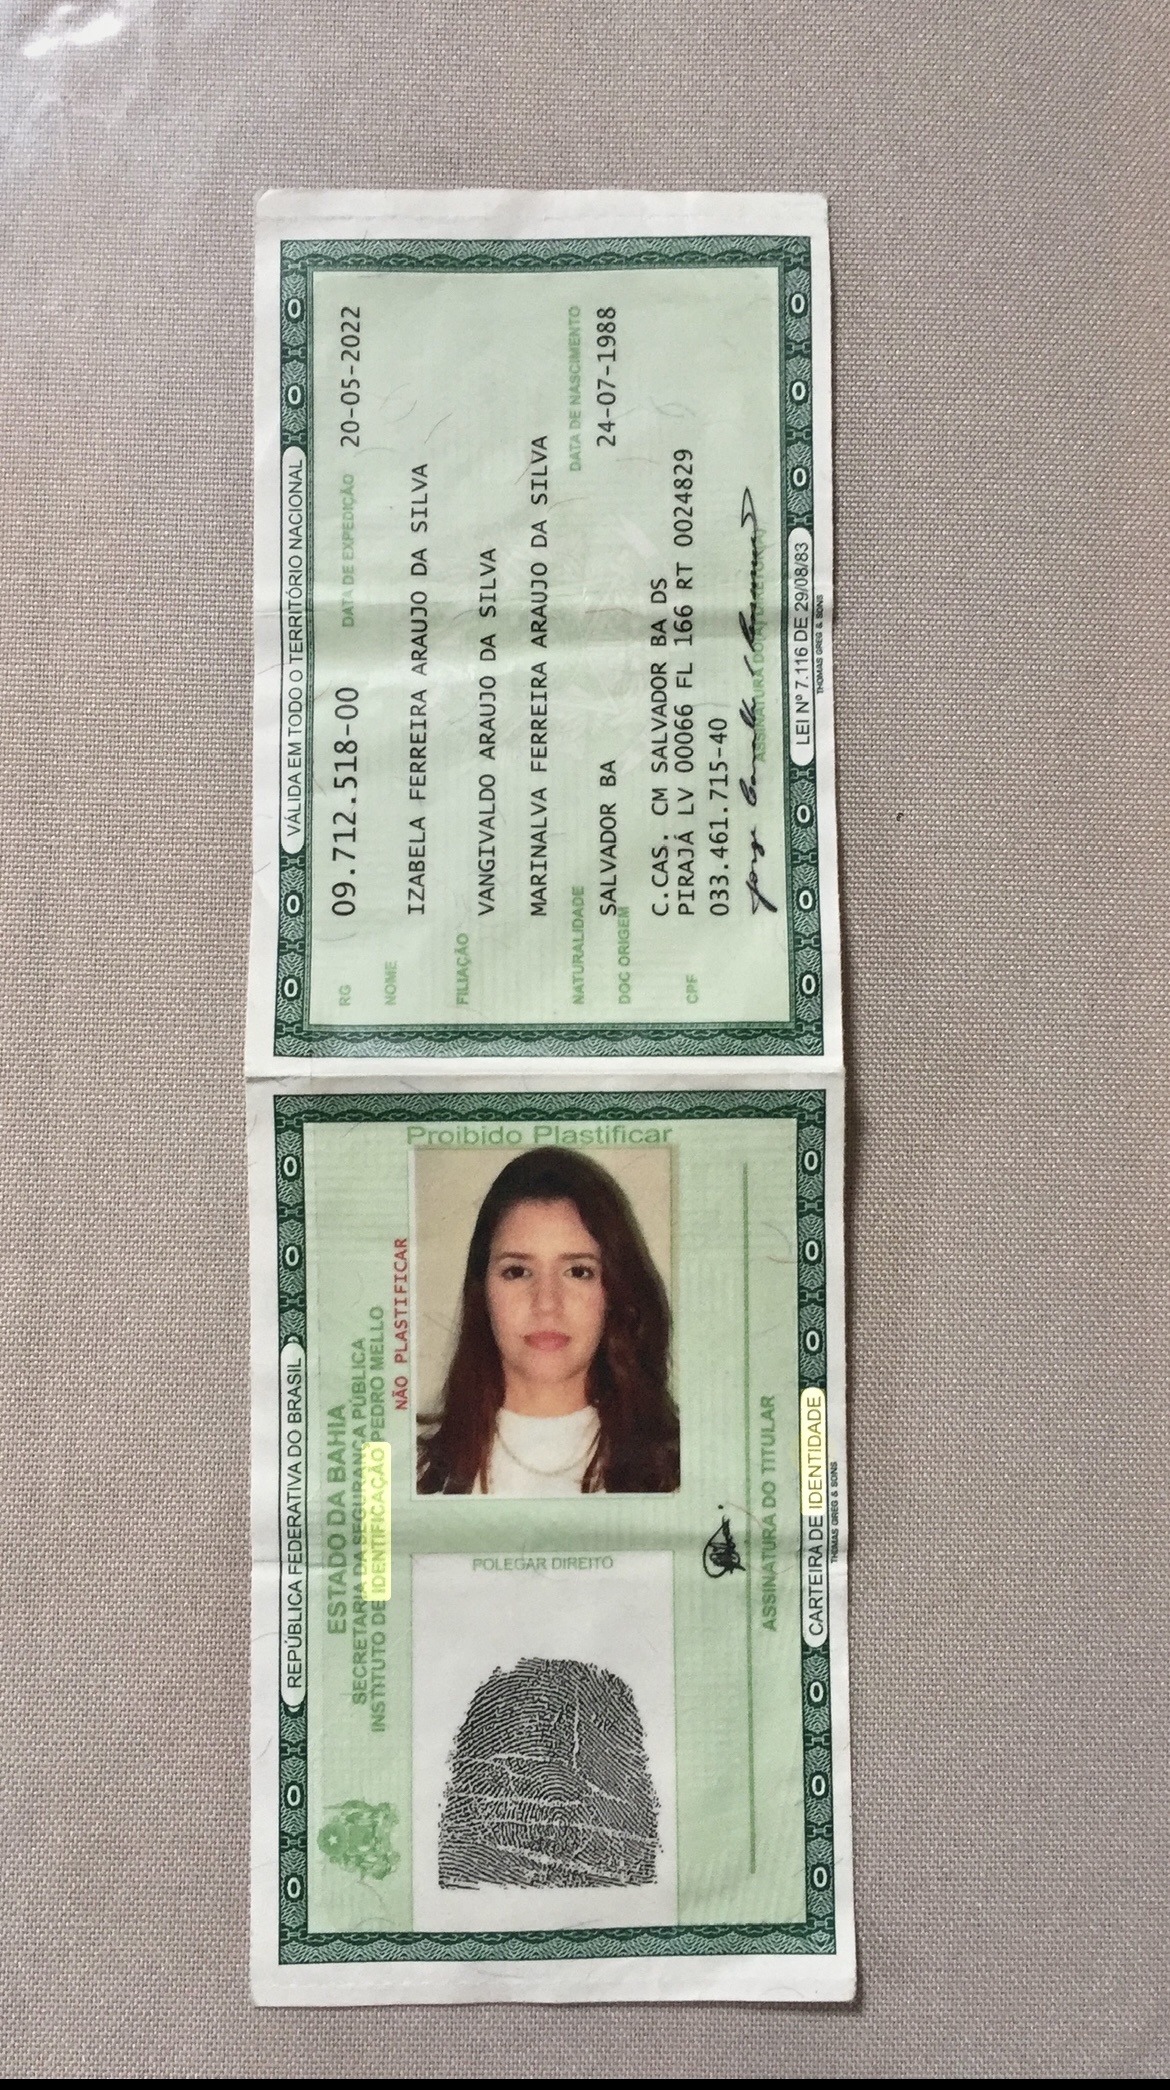 VÁLIDA EM TODO O TERRITÓRIO NACIONAL
RG 09.712.518-00 DATA DE EXPEDIÇÃO 20-05-2022
NOME IZABELA FERREIRA ARAUJO DA SILVA
FILIAÇÃO
VANGIVALDO ARAUJO DA SILVA
MARINALVA FERREIRA ARAUJO DA SILVA
NATURALIDADE DATA DE NASCIMENTO
SALVADOR BA 24-07-1988
DOC ORIGEM
C.CAS. CM SALVADOR BA DS
PIRAJÁ LV 00066 FL 166 RT 0024829
CPF 033.461.715-40
ASSINATURA DO(A) DIRETOR(A)
LEI Nº 7.116 DE 29/08/83
THOMAS GREG & SONS
REPÚBLICA FEDERATIVA DO BRASIL
ESTADO DA BAHIA
SECRETARIA DA SEGURANÇA PÚBLICA
INSTITUTO DE IDENTIFICAÇÃO PEDRO MELLO
NÃO PLASTIFICAR
Proibido Plastificar
POLEGAR DIREITO
ASSINATURA DO TITULAR
CARTEIRA DE IDENTIDADE
THOMAS GREG & SONS